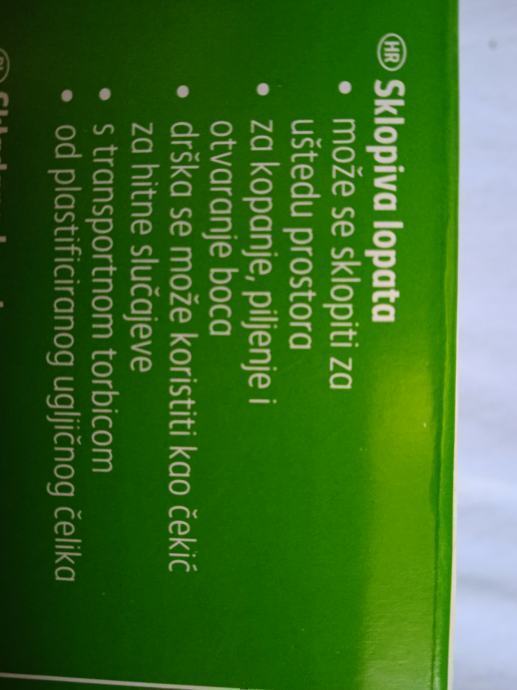 HR Sklopiva lopata
• može se sklopiti za
uštedu prostora
• za kopanje, piljenje i
otvaranje boca
• drška se može koristiti kao čekić
za hitne slučajeve
• s transportnom torbicom
• od plastificiranog ugljičnog čelika